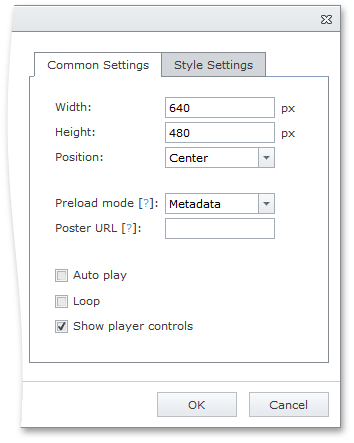 Common Settings Style Settings
Width: 640 px
Height: 480 px
Position: Center
Preload mode [?]: Metadata
Poster URL [?]:
Auto play
Loop
Show player controls
OK Cancel